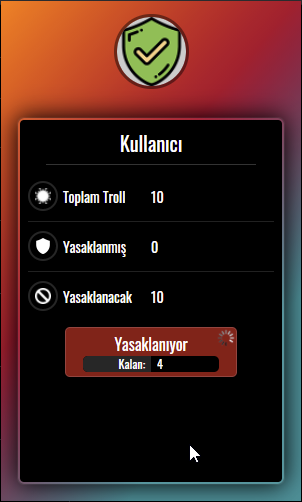 Kullanıcı
Toplam Troll 10
Yasaklanmış 0
Yasaklanacak 10
Yasaklanıyor
Kalan: 4